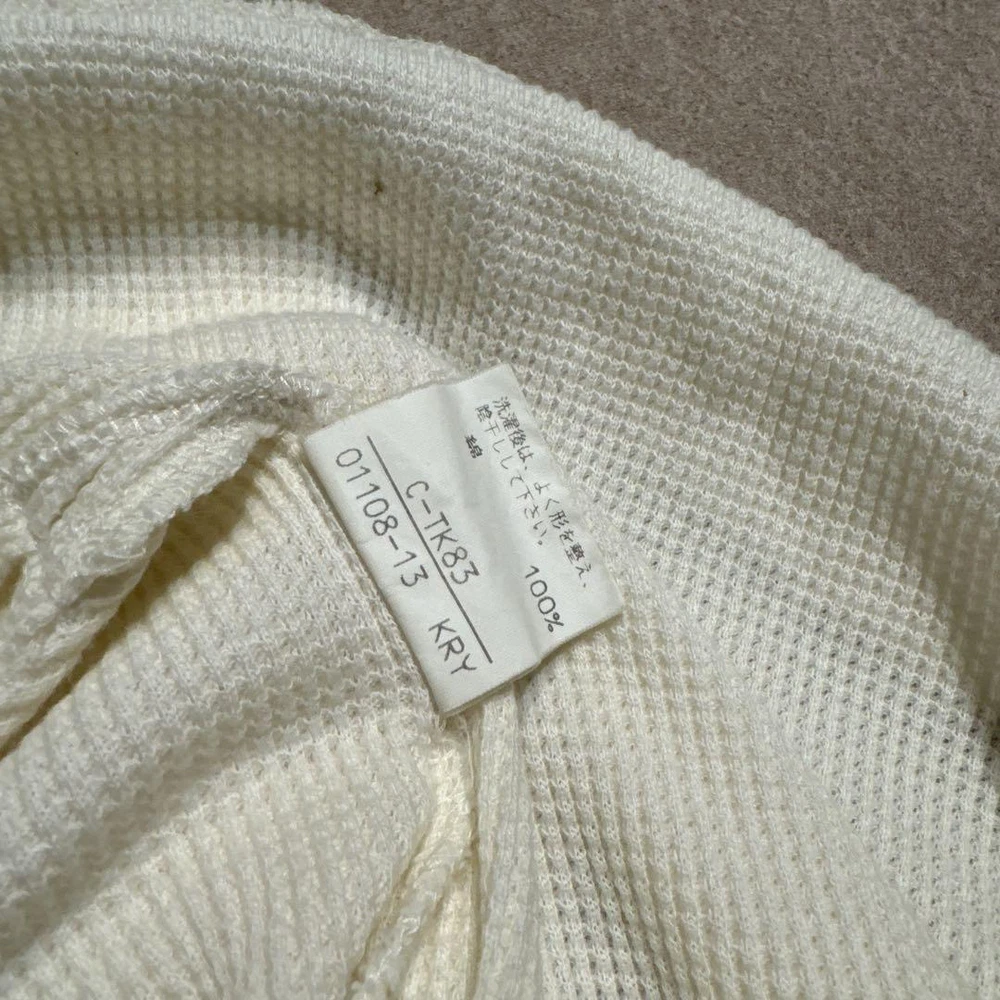 洗濯後は、よく形を整え、
陰干しして下さい。
綿 100%
C-TK83
01108-13 KRY